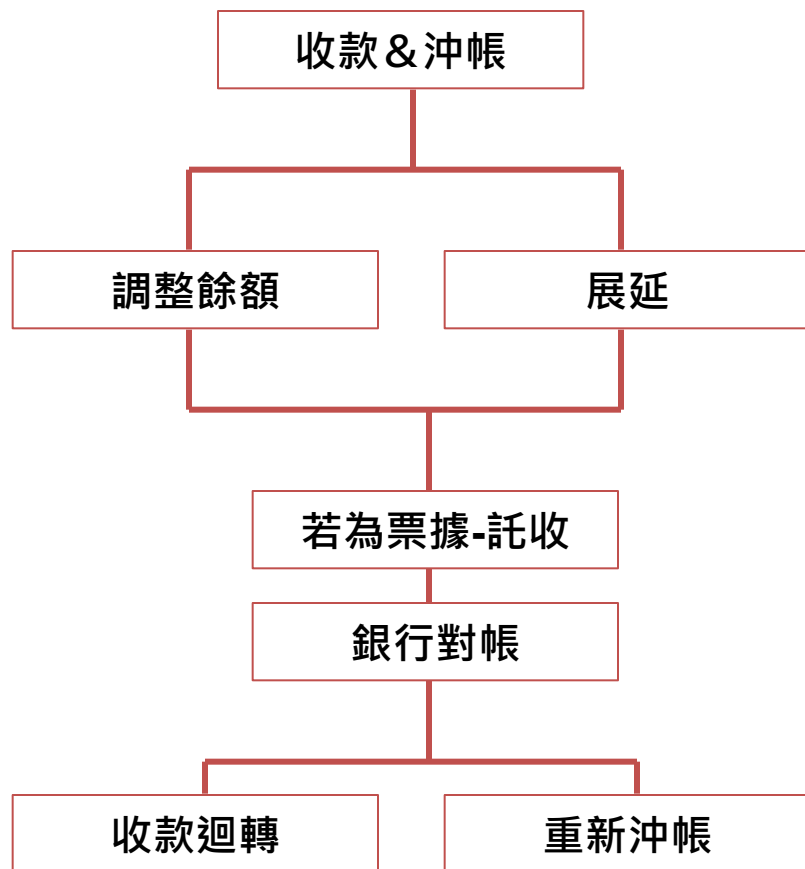 收款＆沖帳
調整餘額
展延
若為票據-託收
銀行對帳
收款迴轉
重新沖帳